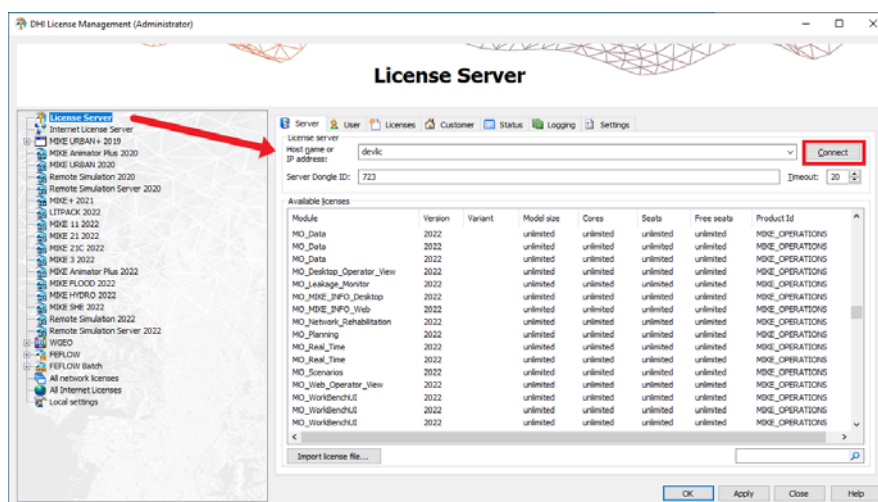 DHI License Management (Administrator)
License Server
License Server
Internet License Server
MIKE URBAN+ 2019
MIKE Animator Plus 2020
MIKE URBAN 2020
Remote Simulation 2020
Remote Simulation Server 2020
MIKE+ 2021
LITPACK 2022
MIKE 11 2022
MIKE 21 2022
MIKE 21C 2022
MIKE 3 2022
MIKE Animator Plus 2022
MIKE FLOOD 2022
MIKE HYDRO 2022
MIKE SHE 2022
Remote Simulation 2022
Remote Simulation Server 2022
WGEO
FEFLOW
FEFLOW Batch
All network licenses
All Internet Licenses
Local settings
Server User Licenses Customer Status Logging Settings
License server
Host name or
IP address:
devlic
Connect
Server Dongle ID: 723 Timeout: 20
Available licenses
Module Version Variant Model size Cores Seats Free seats Product Id
MO_Data 2022 unlimited unlimited unlimited unlimited MIKE_OPERATIONS
MO_Data 2022 unlimited unlimited unlimited unlimited MIKE_OPERATIONS
MO_Data 2022 unlimited unlimited unlimited unlimited MIKE_OPERATIONS
MO_Desktop_Operator_View 2022 unlimited unlimited unlimited unlimited MIKE_OPERATIONS
MO_Leakage_Monitor 2022 unlimited unlimited unlimited unlimited MIKE_OPERATIONS
MO_MIKE_INFO_Desktop 2022 unlimited unlimited unlimited unlimited MIKE_OPERATIONS
MO_MIKE_INFO_Web 2022 unlimited unlimited unlimited unlimited MIKE_OPERATIONS
MO_Network_Rehabilitation 2022 unlimited unlimited unlimited unlimited MIKE_OPERATIONS
MO_Planning 2022 unlimited unlimited unlimited unlimited MIKE_OPERATIONS
MO_Real_Time 2022 unlimited unlimited unlimited unlimited MIKE_OPERATIONS
MO_Real_Time 2022 unlimited unlimited unlimited unlimited MIKE_OPERATIONS
MO_Scenarios 2022 unlimited unlimited unlimited unlimited MIKE_OPERATIONS
MO_Web_Operator_View 2022 unlimited unlimited unlimited unlimited MIKE_OPERATIONS
MO_WorkBenchUI 2022 unlimited unlimited unlimited unlimited MIKE_OPERATIONS
MO_WorkBenchUI 2022 unlimited unlimited unlimited unlimited MIKE_OPERATIONS
MO_WorkBenchUI 2022 unlimited unlimited unlimited unlimited MIKE_OPERATIONS
Import license file...
OK Apply Close Help